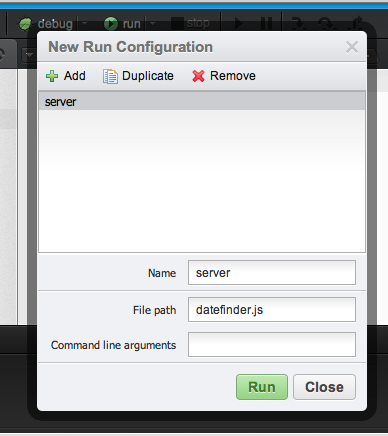 debug run stop
New Run Configuration
Add Duplicate Remove
server
Name server
File path datefinder.js
Command line arguments
Run Close